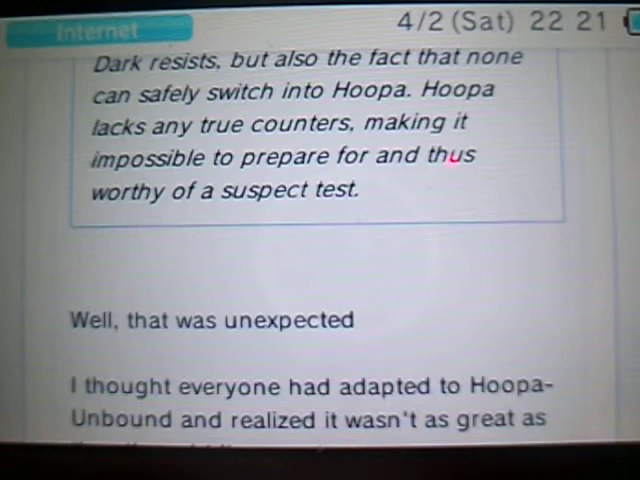 Internet
4/2 (Sat) 22 21
Dark resists, but also the fact that none
can safely switch into Hoopa. Hoopa
lacks any true counters, making it
impossible to prepare for and thus
worthy of a suspect test.
Well, that was unexpected
I thought everyone had adapted to Hoopa-
Unbound and realized it wasn't as great as